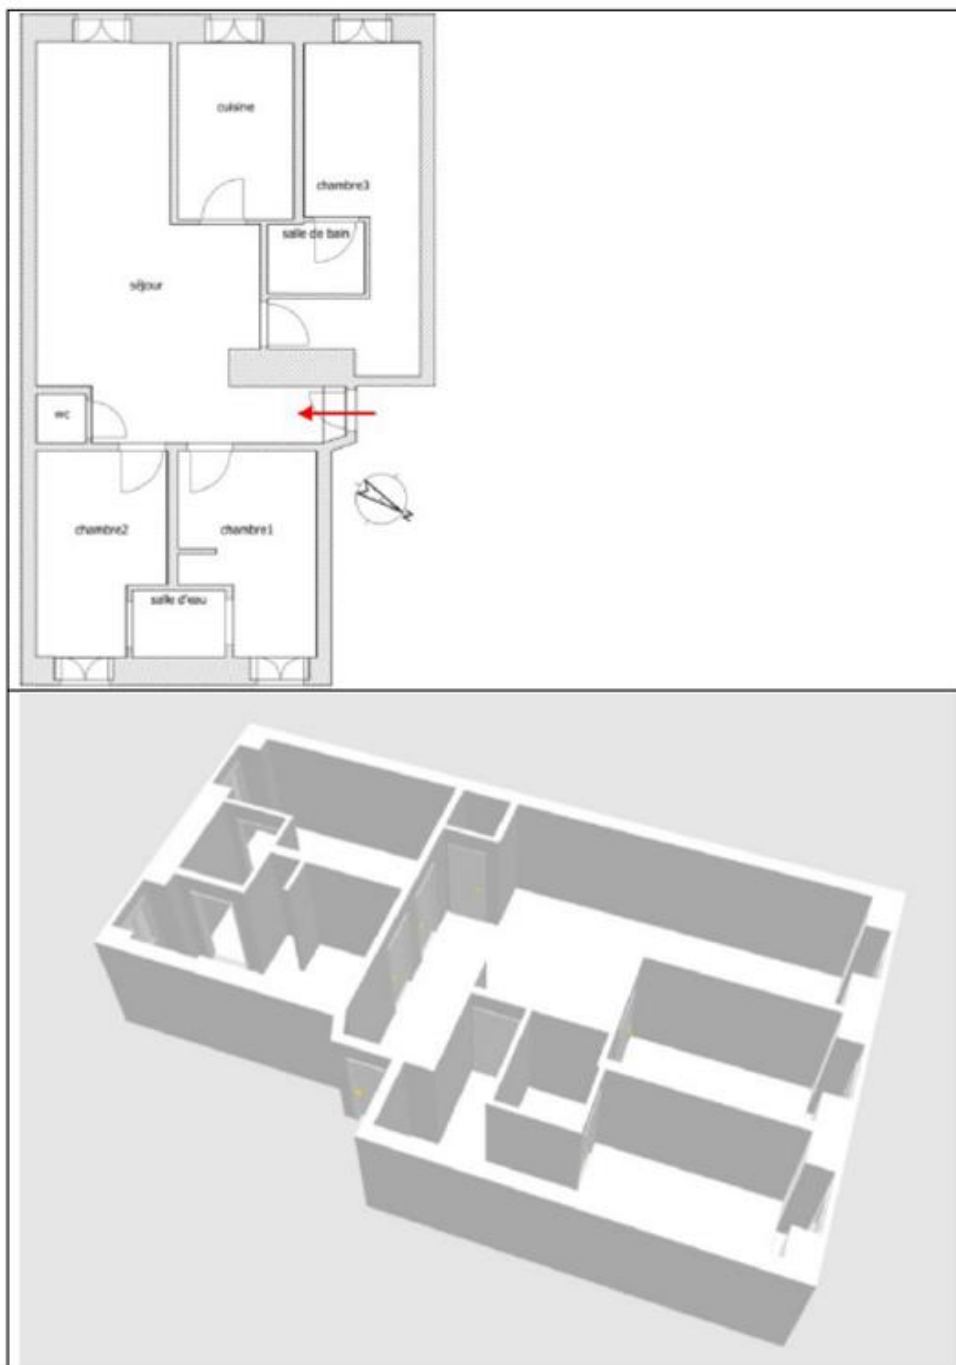 cuisine
chambre3
salle de bain
séjour
wc
chambre2
chambre1
salle d'eau
N